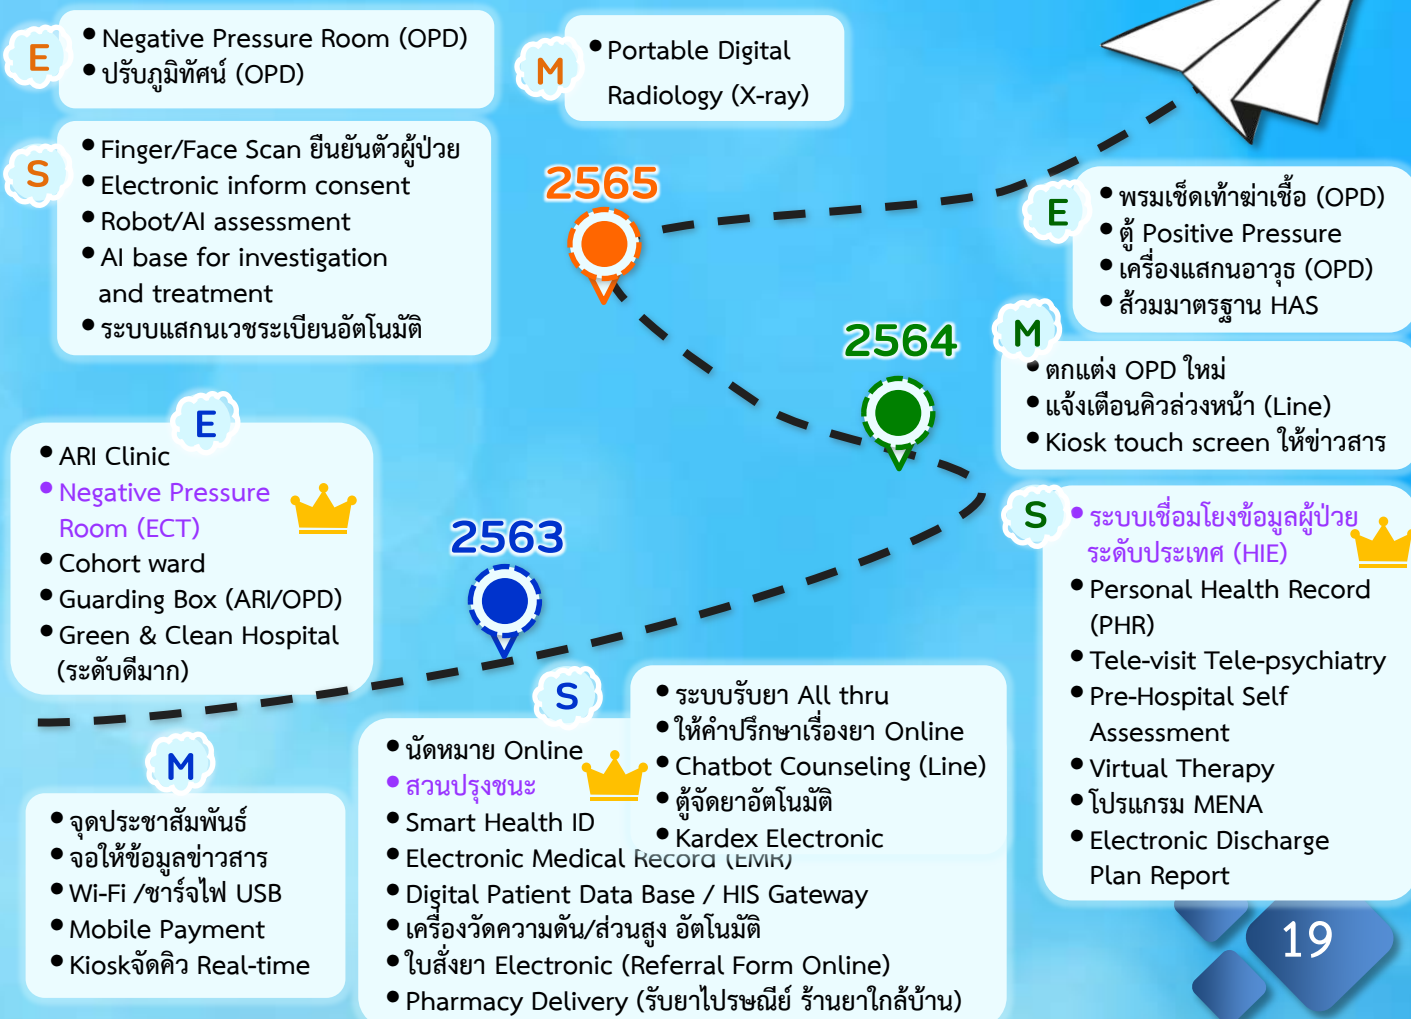 E
• Negative Pressure Room (OPD)
• ปรับภูมิทัศน์ (OPD)
M
• Portable Digital
Radiology (X-ray)
S
• Finger/Face Scan ยืนยันตัวผู้ป่วย
• Electronic inform consent
• Robot/AI assessment
• AI base for investigation
and treatment
• ระบบแสกนเวชระเบียนอัตโนมัติ
2565
E
• พรมเช็ดเท้าฆ่าเชื้อ (OPD)
• ตู้ Positive Pressure
• เครื่องแสกนอาวุธ (OPD)
• ส้วมมาตรฐาน HAS
2564
M
• ตกแต่ง OPD ใหม่
• แจ้งเตือนคิวล่วงหน้า (Line)
• Kiosk touch screen ให้ข่าวสาร
S
• ระบบเชื่อมโยงข้อมูลผู้ป่วย
ระดับประเทศ (HIE)
• Personal Health Record
(PHR)
• Tele-visit Tele-psychiatry
• Pre-Hospital Self
Assessment
• Virtual Therapy
• โปรแกรม MENA
• Electronic Discharge
Plan Report
E
• ARI Clinic
• Negative Pressure
Room (ECT)
• Cohort ward
• Guarding Box (ARI/OPD)
• Green & Clean Hospital
(ระดับดีมาก)
2563
M
• จุดประชาสัมพันธ์
• จอให้ข้อมูลข่าวสาร
• Wi-Fi /ชาร์จไฟ USB
• Mobile Payment
• Kioskจัดคิว Real-time
S
• นัดหมาย Online
• สวนปรุงชนะ
• Smart Health ID
• Electronic Medical Record (EMR)
• Digital Patient Data Base / HIS Gateway
• เครื่องวัดความดัน/ส่วนสูง อัตโนมัติ
• ใบสั่งยา Electronic (Referral Form Online)
• Pharmacy Delivery (รับยาไปรษณีย์ ร้านยาใกล้บ้าน)
• ระบบรับยา All thru
• ให้คำปรึกษาเรื่องยา Online
• Chatbot Counseling (Line)
• ตู้จัดยาอัตโนมัติ
• Kardex Electronic
19